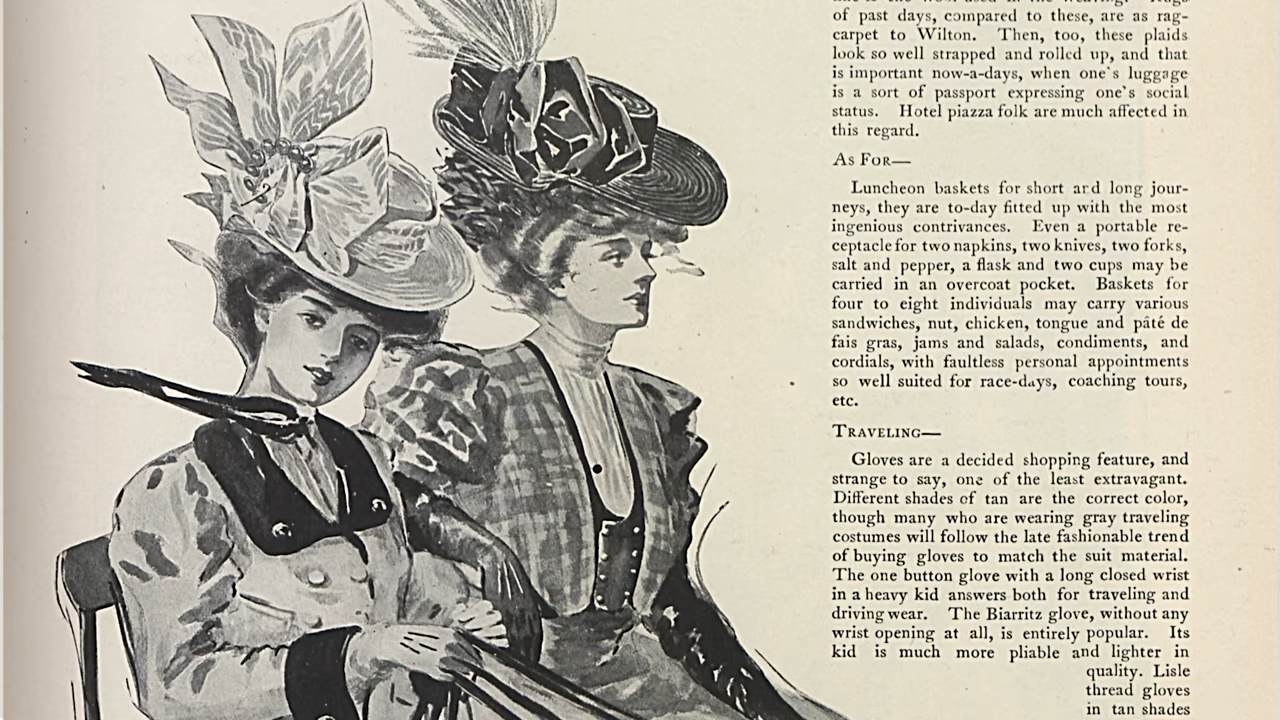 of past days, compared to these, are as rag-
carpet to Wilton. Then, too, these plaids
look so well strapped and rolled up, and that
is important now-a-days, when one's luggage
is a sort of passport expressing one's social
status. Hotel piazza folk are much affected in
this regard.
As For—
Luncheon baskets for short and long jour-
neys, they are to-day fitted up with the most
ingenious contrivances. Even a portable re-
ceptacle for two napkins, two knives, two forks,
salt and pepper, a flask and two cups may be
carried in an overcoat pocket. Baskets for
four to eight individuals may carry various
sandwiches, nut, chicken, tongue and pâté de
fais gras, jams and salads, condiments, and
cordials, with faultless personal appointments
so well suited for race-days, coaching tours,
etc.
Traveling—
Gloves are a decided shopping feature, and
strange to say, one of the least extravagant.
Different shades of tan are the correct color,
though many who are wearing gray traveling
costumes will follow the late fashionable trend
of buying gloves to match the suit material.
The one button glove with a long closed wrist
in a heavy kid answers both for traveling and
driving wear. The Biarritz glove, without any
wrist opening at all, is entirely popular. Its
kid is much more pliable and lighter in
quality. Lisle
thread gloves
in tan shades